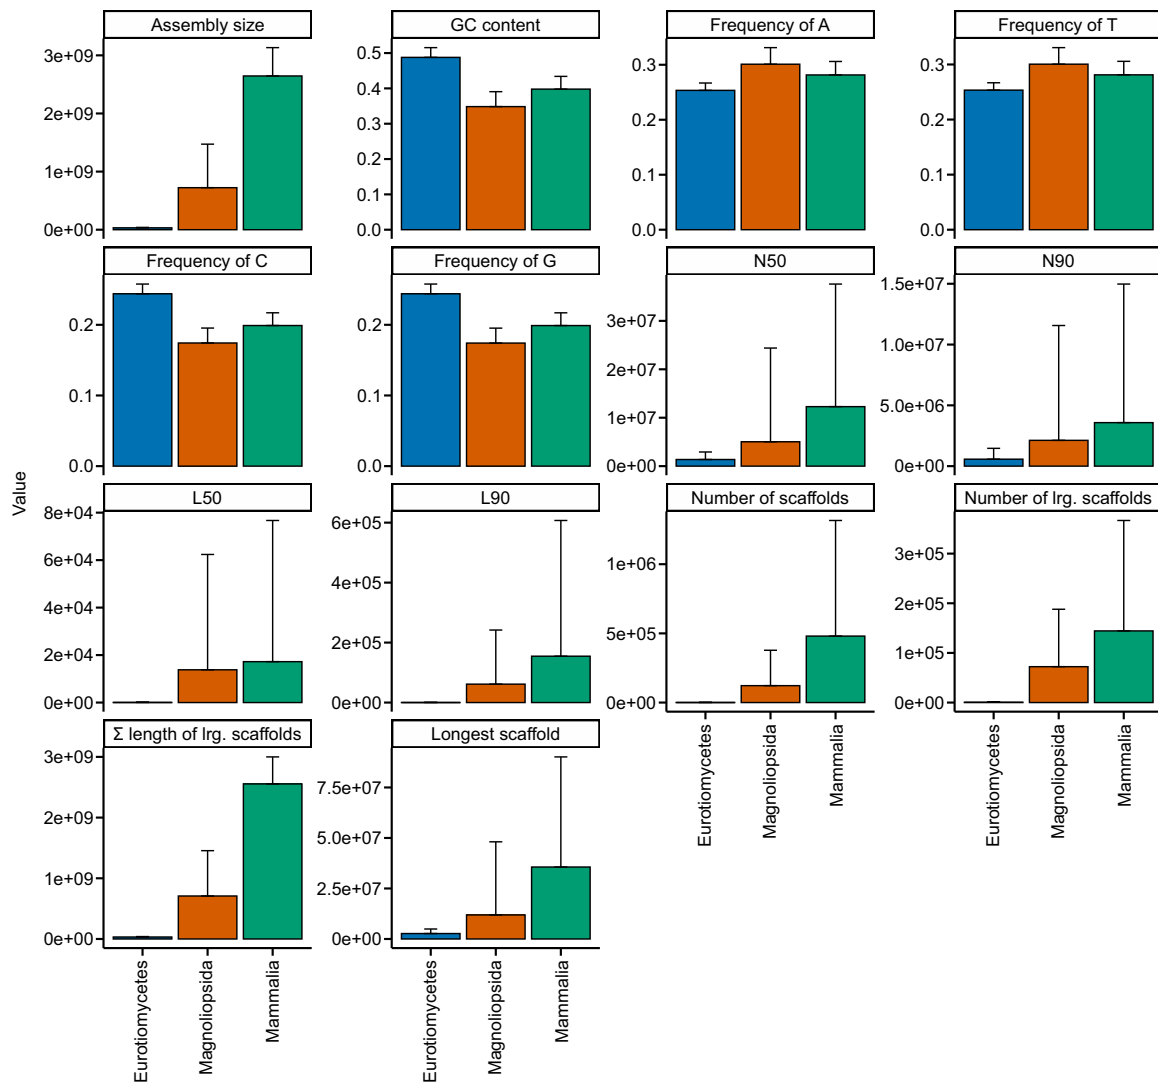 Assembly size
GC content
Frequency of A
Frequency of T
3e+09
2e+09
1e+09
0e+00
0.5
0.4
0.3
0.2
0.1
0.0
0.3
0.2
0.1
0.0
0.3
0.2
0.1
0.0
Frequency of C
Frequency of G
N50
N90
0.2
0.1
0.0
0.2
0.1
0.0
3e+07
2e+07
1e+07
0e+00
1.5e+07
1.0e+07
5.0e+06
0e+00
Value
L50
L90
Number of scaffolds
Number of lrg. scaffolds
8e+04
6e+04
4e+04
2e+04
0e+00
6e+05
4e+05
2e+05
0e+00
1e+06
5e+05
0e+00
3e+05
2e+05
1e+05
0e+00
Σ length of lrg. scaffolds
Longest scaffold
3e+09
2e+09
1e+09
0e+00
7.5e+07
5.0e+07
2.5e+07
0e+00
Eurotiomycetes
Magnoliopsida
Mammalia
Eurotiomycetes
Magnoliopsida
Mammalia
Eurotiomycetes
Magnoliopsida
Mammalia
Eurotiomycetes
Magnoliopsida
Mammalia